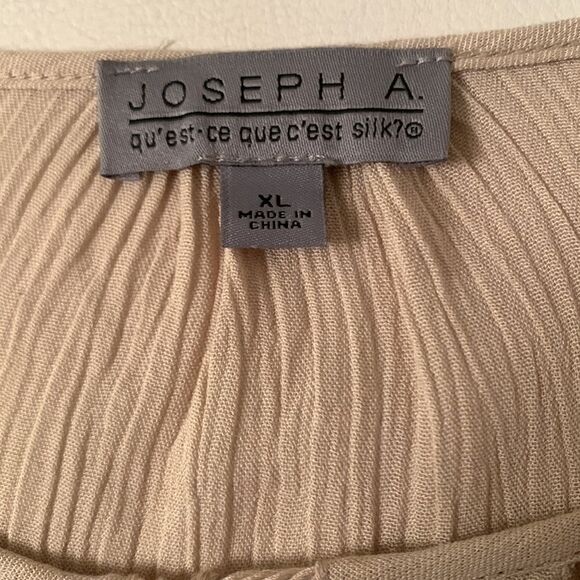 JOSEPH A.
qu'est-ce que c'est silk?®
XL
MADE IN
CHINA